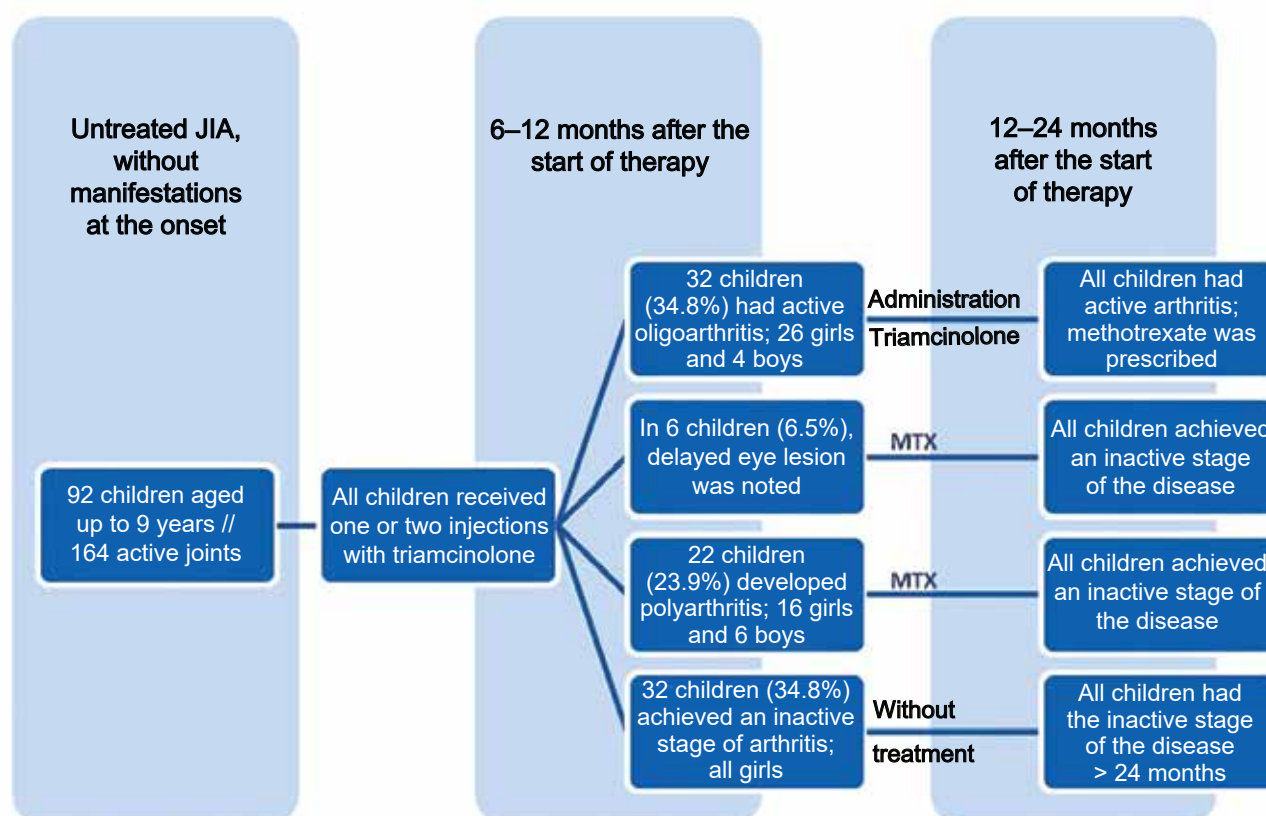 Untreated JIA,
without
manifestations
at the onset
6–12 months after the
start of therapy
12–24 months
after the start
of therapy
92 children aged
up to 9 years //
164 active joints
All children received
one or two injections
with triamcinolone
32 children
(34.8%) had active
oligoarthritis; 26 girls
and 4 boys
Administration
Triamcinolone
All children had
active arthritis;
methotrexate was
prescribed
In 6 children (6.5%),
delayed eye lesion
was noted
MTX
All children achieved
an inactive stage
of the disease
22 children
(23.9%) developed
polyarthritis; 16 girls
and 6 boys
MTX
All children achieved
an inactive stage of
the disease
32 children (34.8%)
achieved an inactive
stage of arthritis;
all girls
Without
treatment
All children had
the inactive stage
of the disease
> 24 months